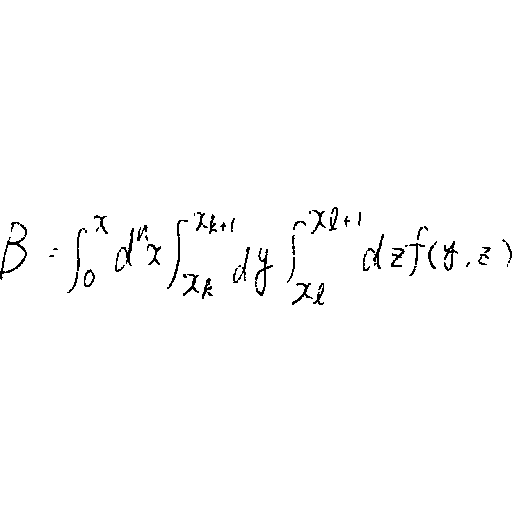 B = \int_0^x d^n x \int_{x_k}^{x_{k+1}} dy \int_{x_l}^{x_{l+1}} dz f(y, z)